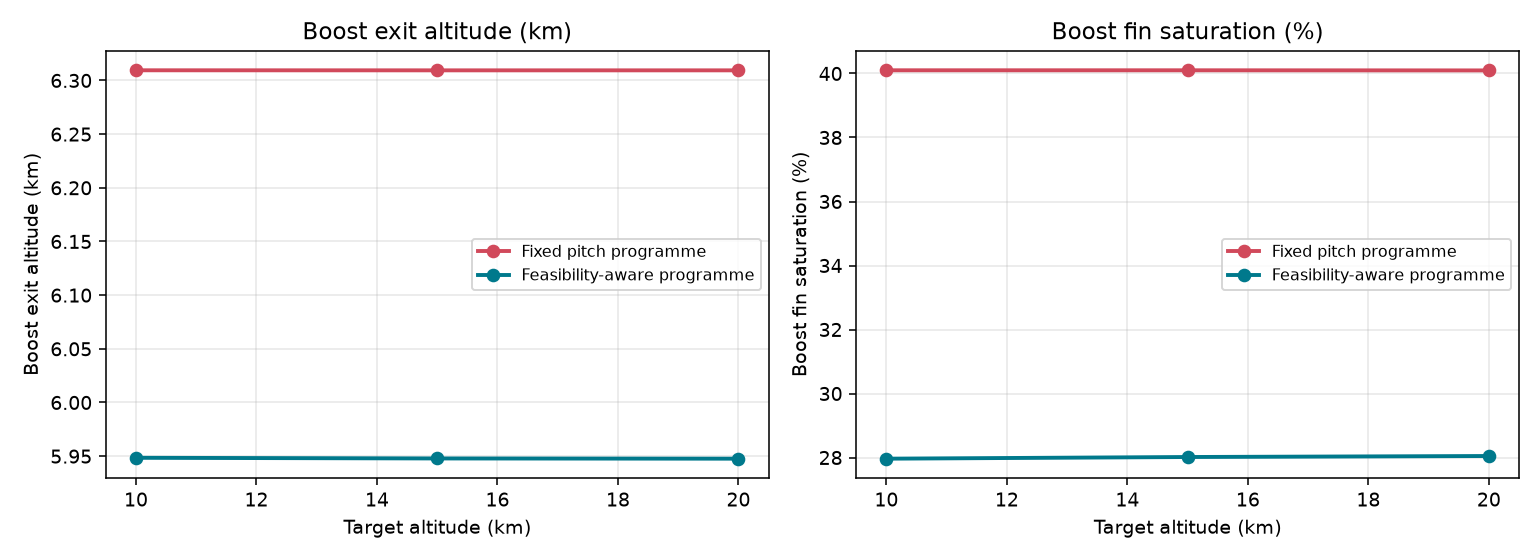 Boost exit altitude (km)
Boost exit altitude (km)
6.30
6.25
6.20
6.15
6.10
6.05
6.00
5.95
Fixed pitch programme
Feasibility-aware programme
10 12 14 16 18 20
Target altitude (km)
Boost fin saturation (%)
Boost fin saturation (%)
40
38
36
34
32
30
28
Fixed pitch programme
Feasibility-aware programme
10 12 14 16 18 20
Target altitude (km)